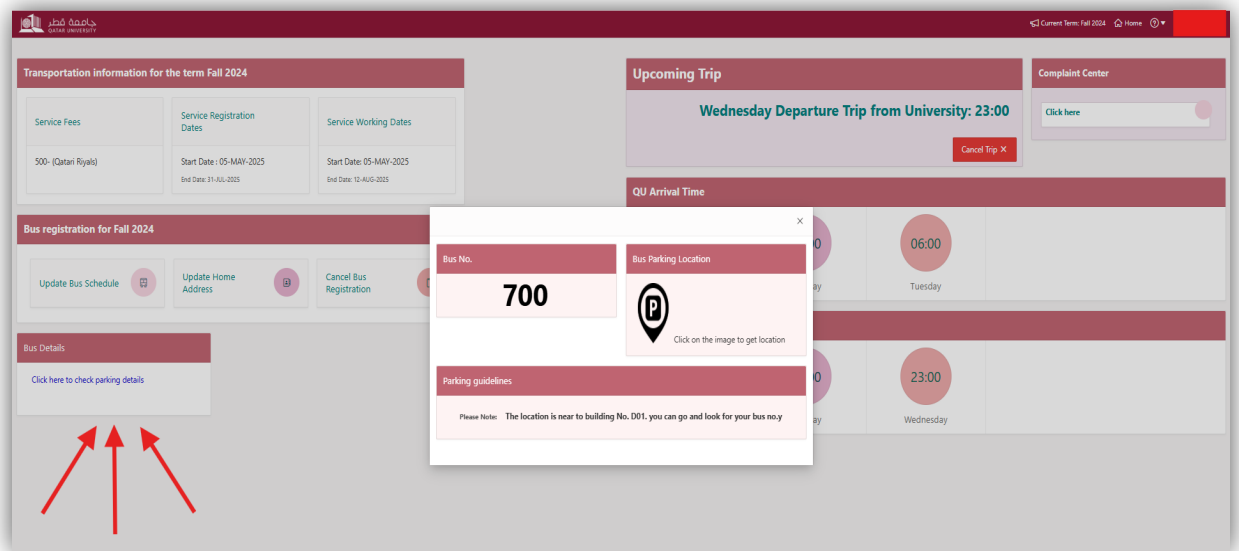 جامعة قطر
QATAR UNIVERSITY
Current Term: Fall 2024 Home
Transportation information for the term Fall 2024
Service Fees
500- (Qatari Riyals)
Service Registration
Dates
Start Date : 05-MAY-2025
End Date: 31-JUL-2025
Service Working Dates
Start Date: 05-MAY-2025
End Date: 12-AUG-2025
Upcoming Trip
Wednesday Departure Trip from University: 23:00
Cancel Trip ×
Complaint Center
Click here
QU Arrival Time
06:00
Tuesday
23:00
Wednesday
Bus registration for Fall 2024
Update Bus Schedule
Update Home
Address
Cancel Bus
Registration
Bus Details
Click here to check parking details
×
Bus No.
700
Bus Parking Location
P
Click on the image to get location
Parking guidelines
Please Note: The location is near to building No. D01. you can go and look for your bus no.y